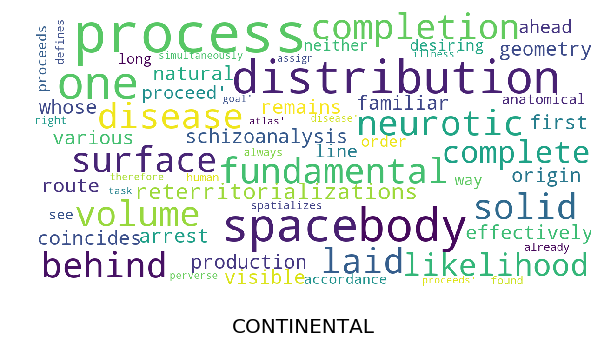 process completion ahead
proceeds defines neither desiring geometry
long simultaneously assign illness
one natural distribution
proceed' goal' anatomical
whose disease remains familiar
right atlas' disease' neurotic first
various schizoanalysis order
surface line complete
fundamental always way origin
route therefore human
task reterritorializations
see volume spatializes solid
coincides arrest spacebody effectively
already
behind production laid likelihood
perverse visible accordance proceeds' found
CONTINENTAL